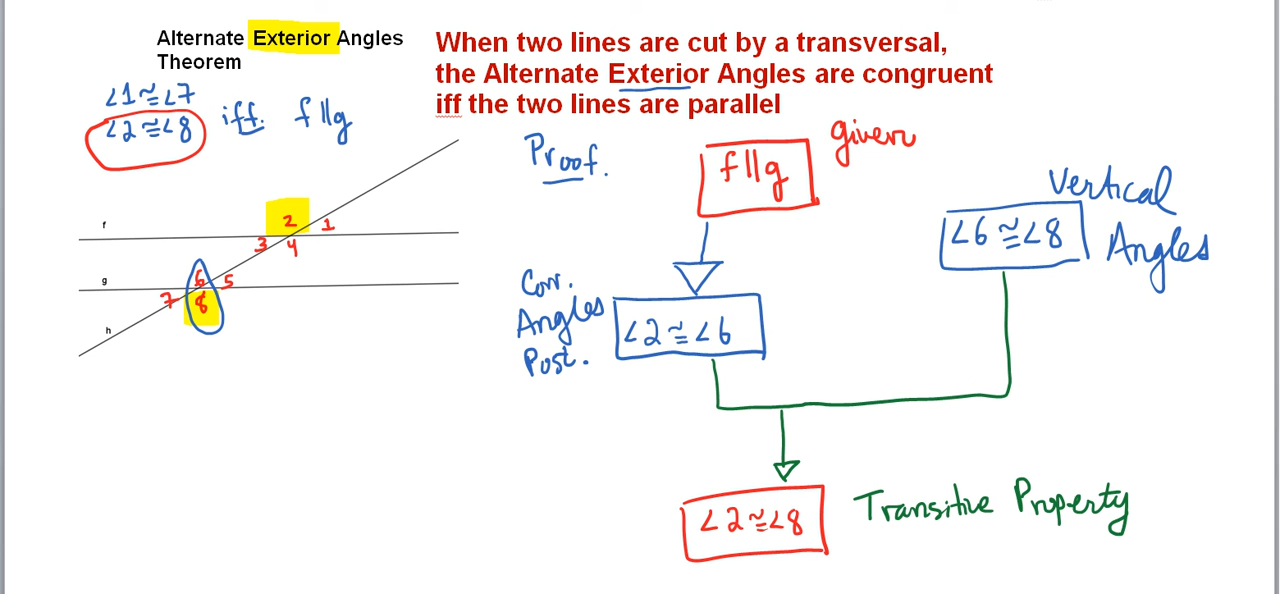 Alternate Exterior Angles
Theorem
∠1≅∠7
∠2≅∠8
iff. f∥g
When two lines are cut by a transversal,
the Alternate Exterior Angles are congruent
iff the two lines are parallel
Proof.
f∥g
given
Vertical
Angles
∠6≅∠8
Corr.
Angles
Post.
∠2≅∠6
∠2≅∠8
Transitive Property
f
2
1
3
4
g
6
5
7
8
h